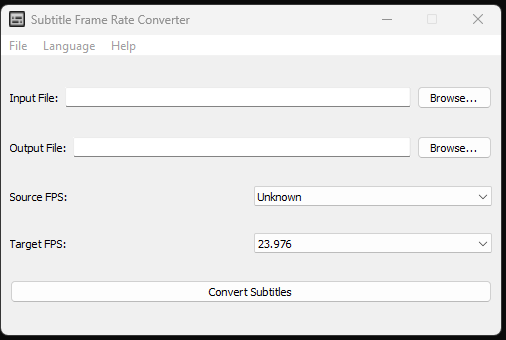 Subtitle Frame Rate Converter
File Language Help
Input File: Browse...
Output File: Browse...
Source FPS: Unknown
Target FPS: 23.976
Convert Subtitles